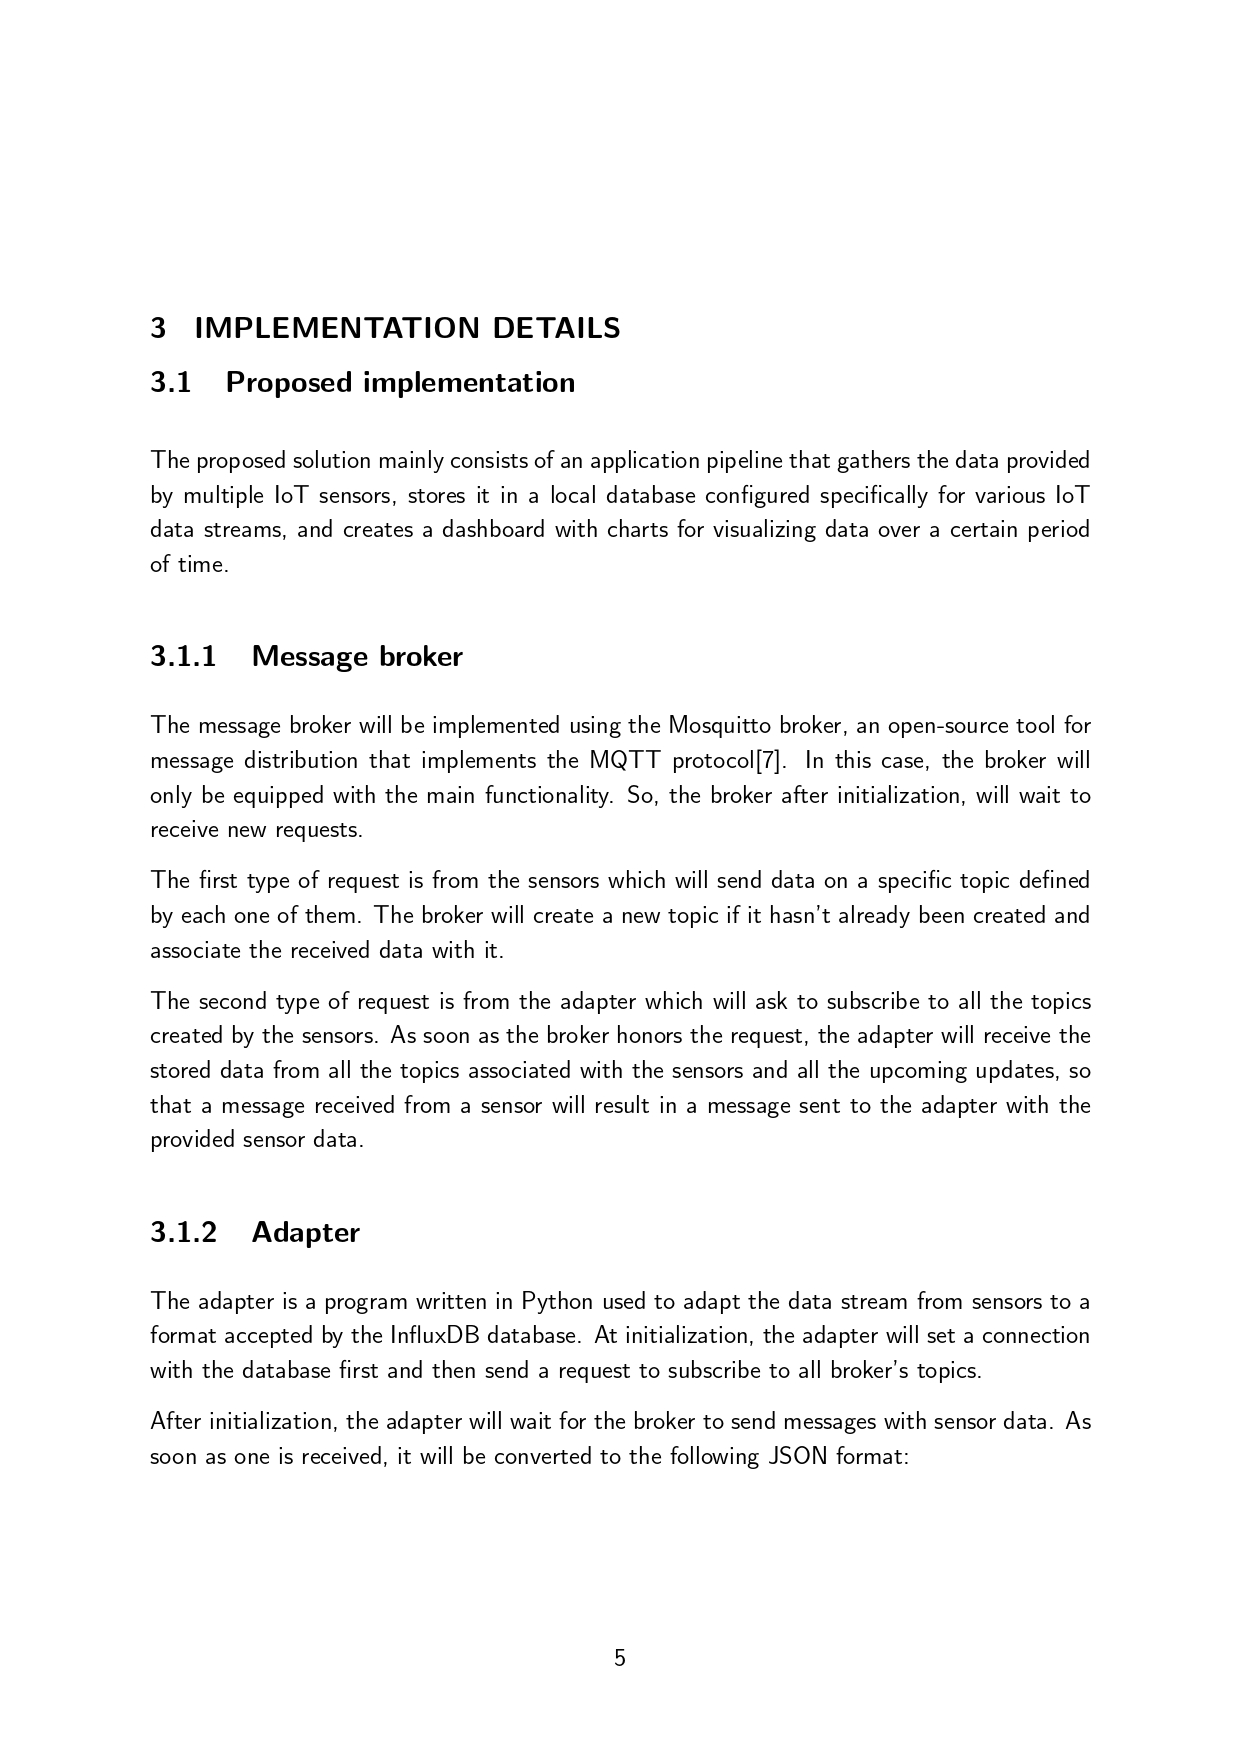 3 IMPLEMENTATION DETAILS
3.1 Proposed implementation
The proposed solution mainly consists of an application pipeline that gathers the data provided
by multiple IoT sensors, stores it in a local database configured specifically for various IoT
data streams, and creates a dashboard with charts for visualizing data over a certain period
of time.
3.1.1 Message broker
The message broker will be implemented using the Mosquitto broker, an open-source tool for
message distribution that implements the MQTT protocol[7]. In this case, the broker will
only be equipped with the main functionality. So, the broker after initialization, will wait to
receive new requests.
The first type of request is from the sensors which will send data on a specific topic defined
by each one of them. The broker will create a new topic if it hasn't already been created and
associate the received data with it.
The second type of request is from the adapter which will ask to subscribe to all the topics
created by the sensors. As soon as the broker honors the request, the adapter will receive the
stored data from all the topics associated with the sensors and all the upcoming updates, so
that a message received from a sensor will result in a message sent to the adapter with the
provided sensor data.
3.1.2 Adapter
The adapter is a program written in Python used to adapt the data stream from sensors to a
format accepted by the InfluxDB database. At initialization, the adapter will set a connection
with the database first and then send a request to subscribe to all broker's topics.
After initialization, the adapter will wait for the broker to send messages with sensor data. As
soon as one is received, it will be converted to the following JSON format:
5